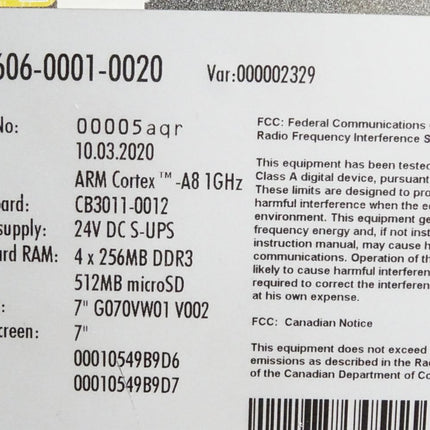 606-0001-0020 Var:000002329
No: 00005aqr
10.03.2020
ARM Cortex™-A8 1GHz
ard: CB3011-0012
supply: 24V DC S-UPS
ard RAM: 4 x 256MB DDR3
512MB microSD
: 7" G070VW01 V002
creen: 7"
00010549B9D6
00010549B9D7
FCC: Federal Communications
Radio Frequency Interference S
This equipment has been tested
Class A digital device, pursuant
These limits are designed to pro
harmful interference when the e
environment. This equipment ge
frequency energy and, if not inst
instruction manual, may cause h
communications. Operation of th
likely to cause harmful interferen
required to correct the interferen
at his own expense.
FCC: Canadian Notice
This equipment does not exceed
emissions as described in the Ra
of the Canadian Department of Co